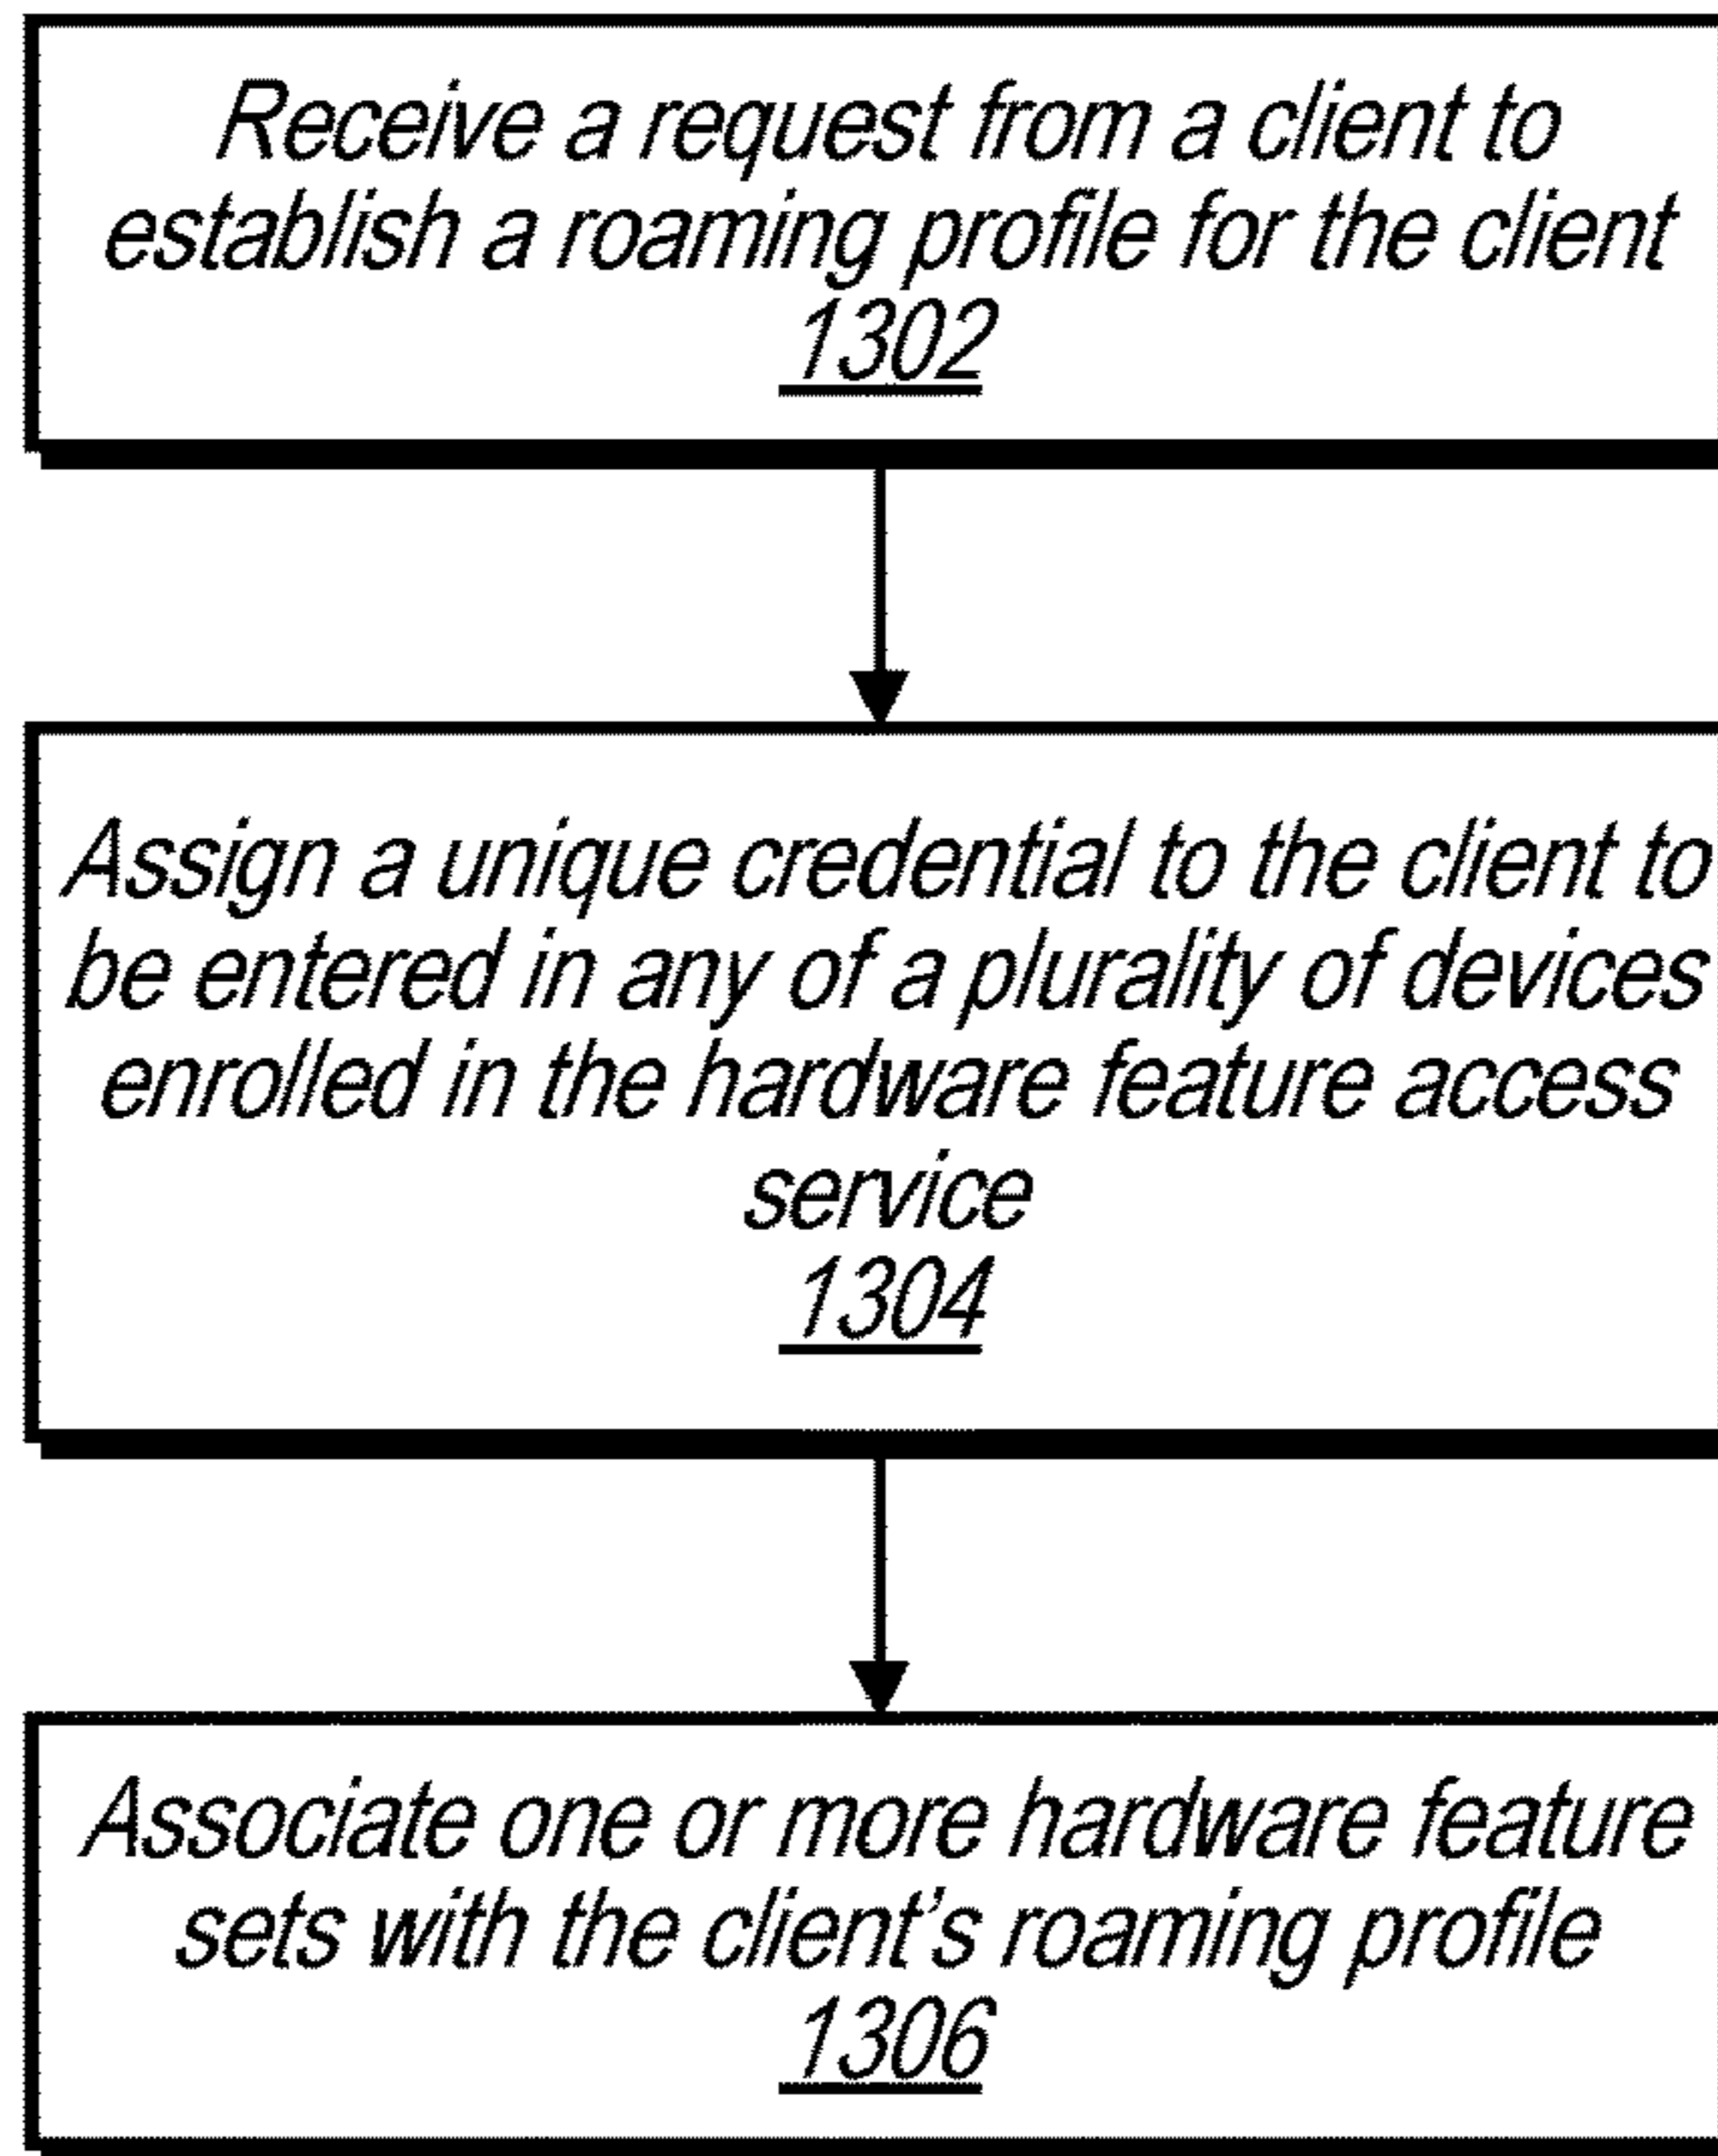 Receive a request from a client to
establish a roaming profile for the client
1302
Assign a unique credential to the client to
be entered in any of a plurality of devices
enrolled in the hardware feature access
service
1304
Associate one or more hardware feature
sets with the client’s roaming profile
1306